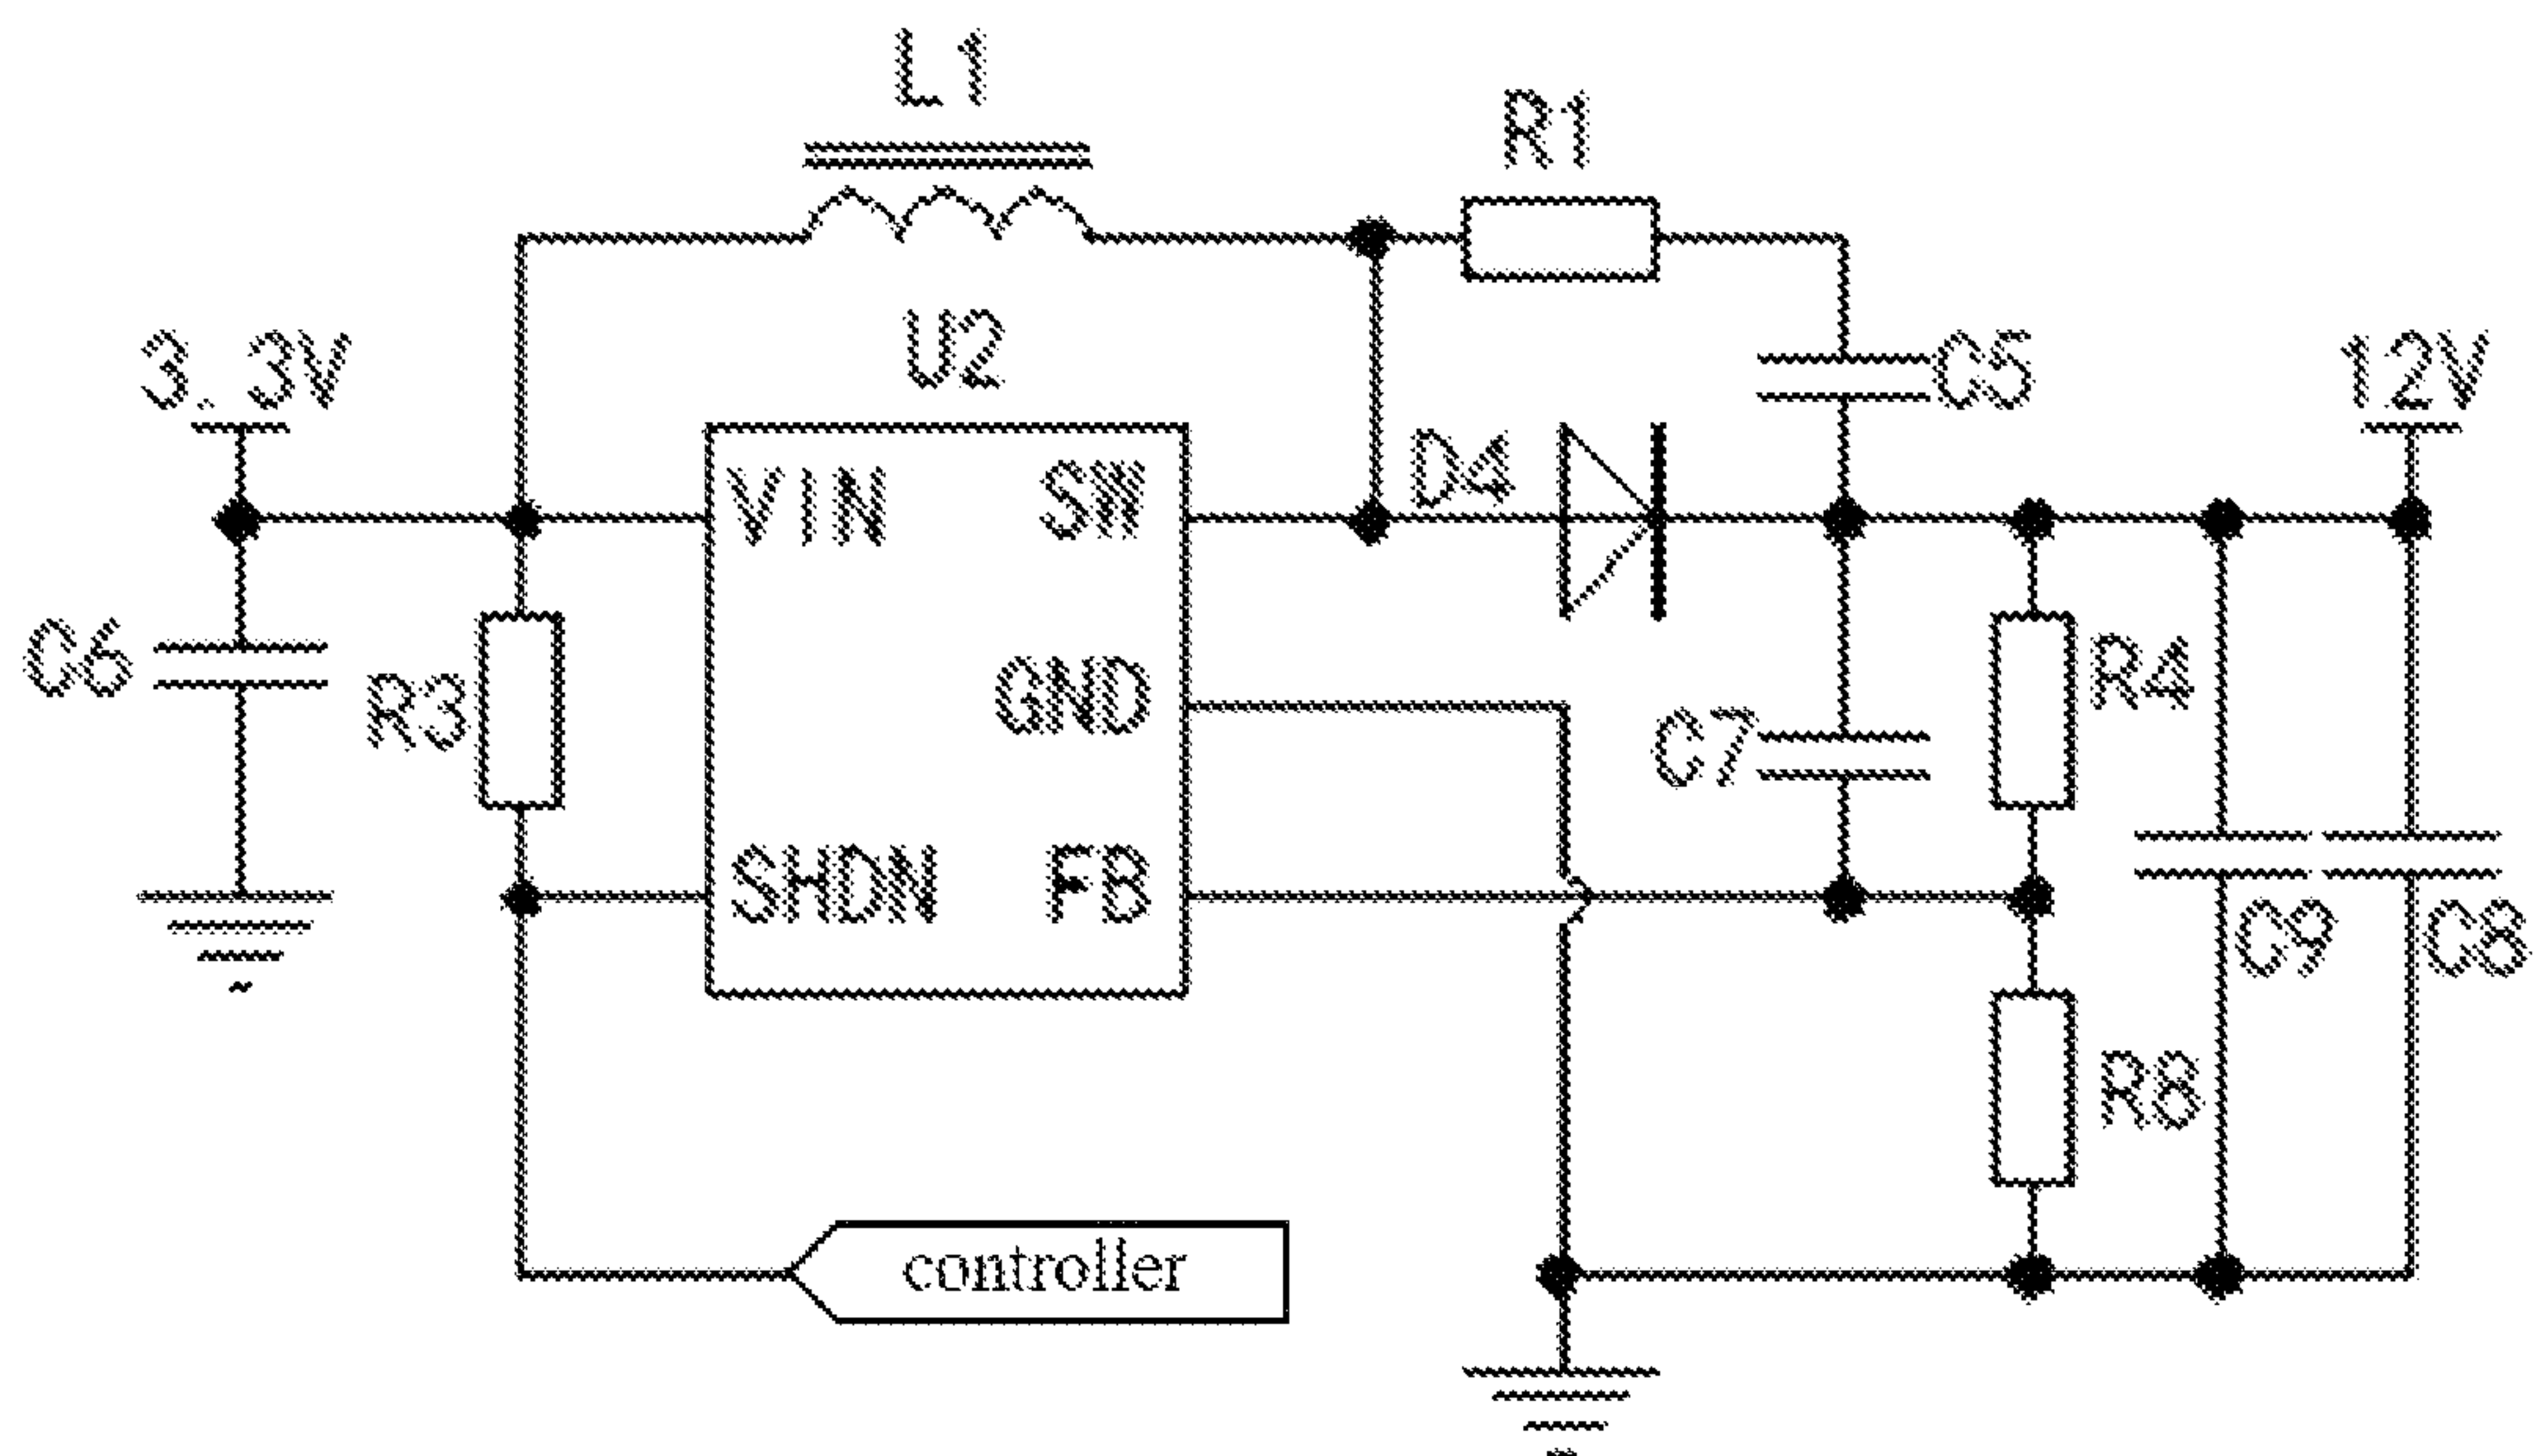 L1
R1
U2
3.3V
C5
12V
D4
VIN
SW
C6
R3
GND
C7
R4
SHDN
FB
C9
C8
R8
controller